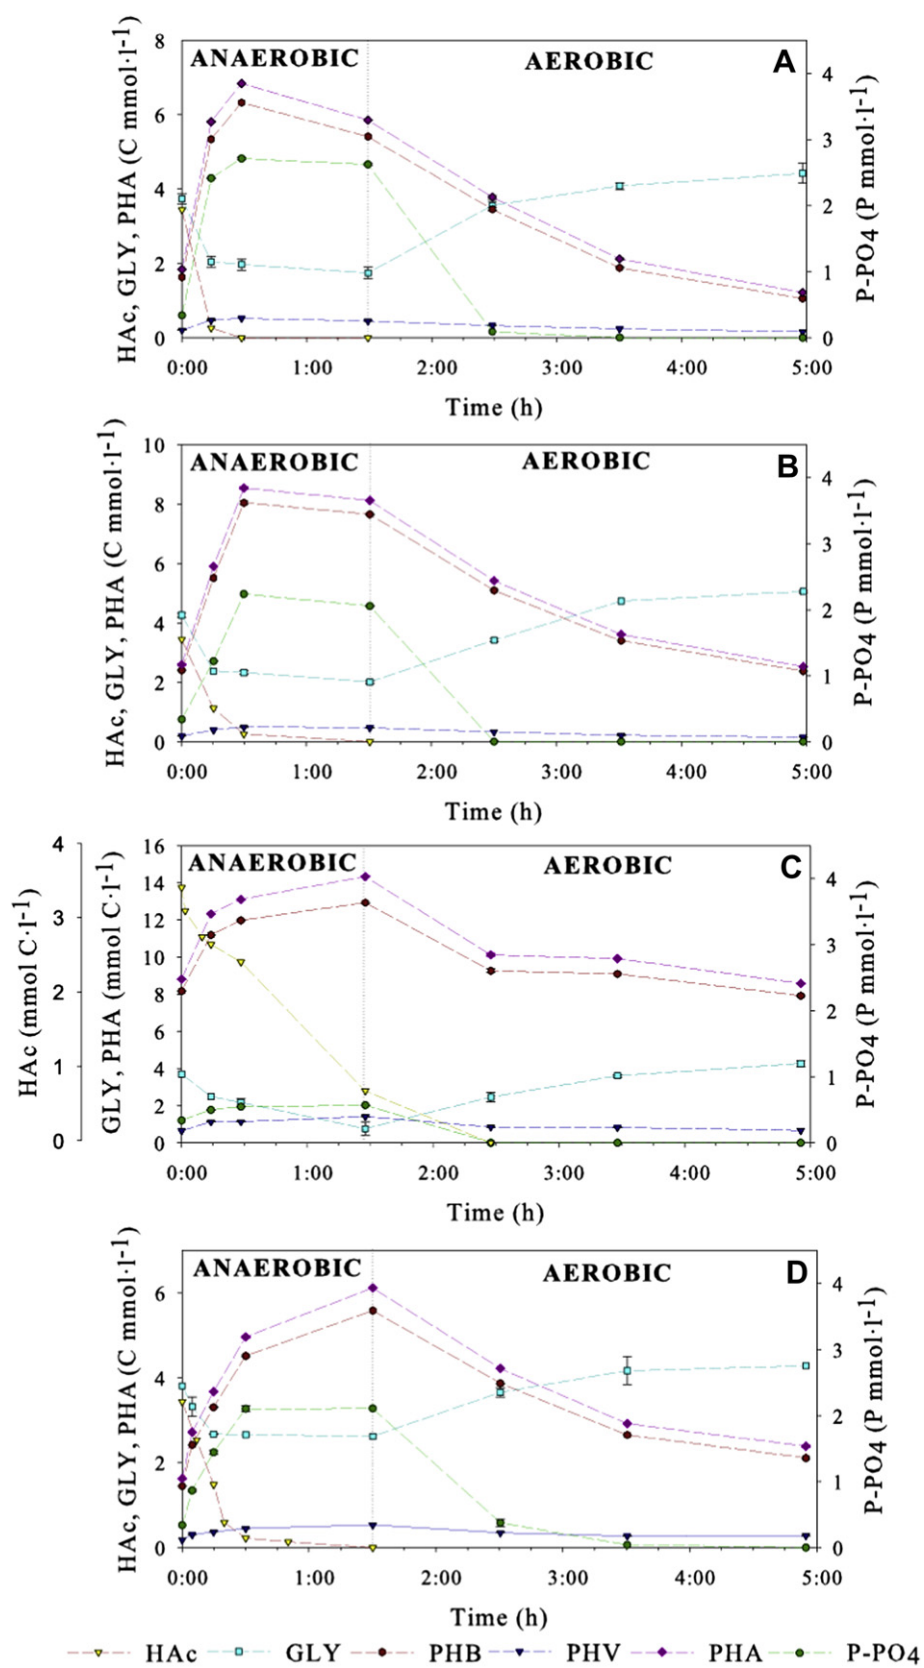 HAc, GLY, PHA (C mmol·l-1)
8
6
4
2
0
ANAEROBIC AEROBIC A
4
3
2
1
0
P-PO4 (P mmol·l-1)
0:00 1:00 2:00 3:00 4:00 5:00
Time (h)
HAc, GLY, PHA (C mmol·l-1)
10
8
6
4
2
0
ANAEROBIC AEROBIC B
4
3
2
1
0
P-PO4 (P mmol·l-1)
0:00 1:00 2:00 3:00 4:00 5:00
Time (h)
HAc (mmol C·l-1)
4
3
2
1
0
GLY, PHA (mmol C·l-1)
16
14
12
10
8
6
4
2
0
ANAEROBIC AEROBIC C
4
3
2
1
0
P-PO4 (P mmol·l-1)
0:00 1:00 2:00 3:00 4:00 5:00
Time (h)
HAc, GLY, PHA (C mmol·l-1)
6
4
2
0
ANAEROBIC AEROBIC D
4
3
2
1
0
P-PO4 (P mmol·l-1)
0:00 1:00 2:00 3:00 4:00 5:00
Time (h)
HAc GLY PHB PHV PHA P-PO4